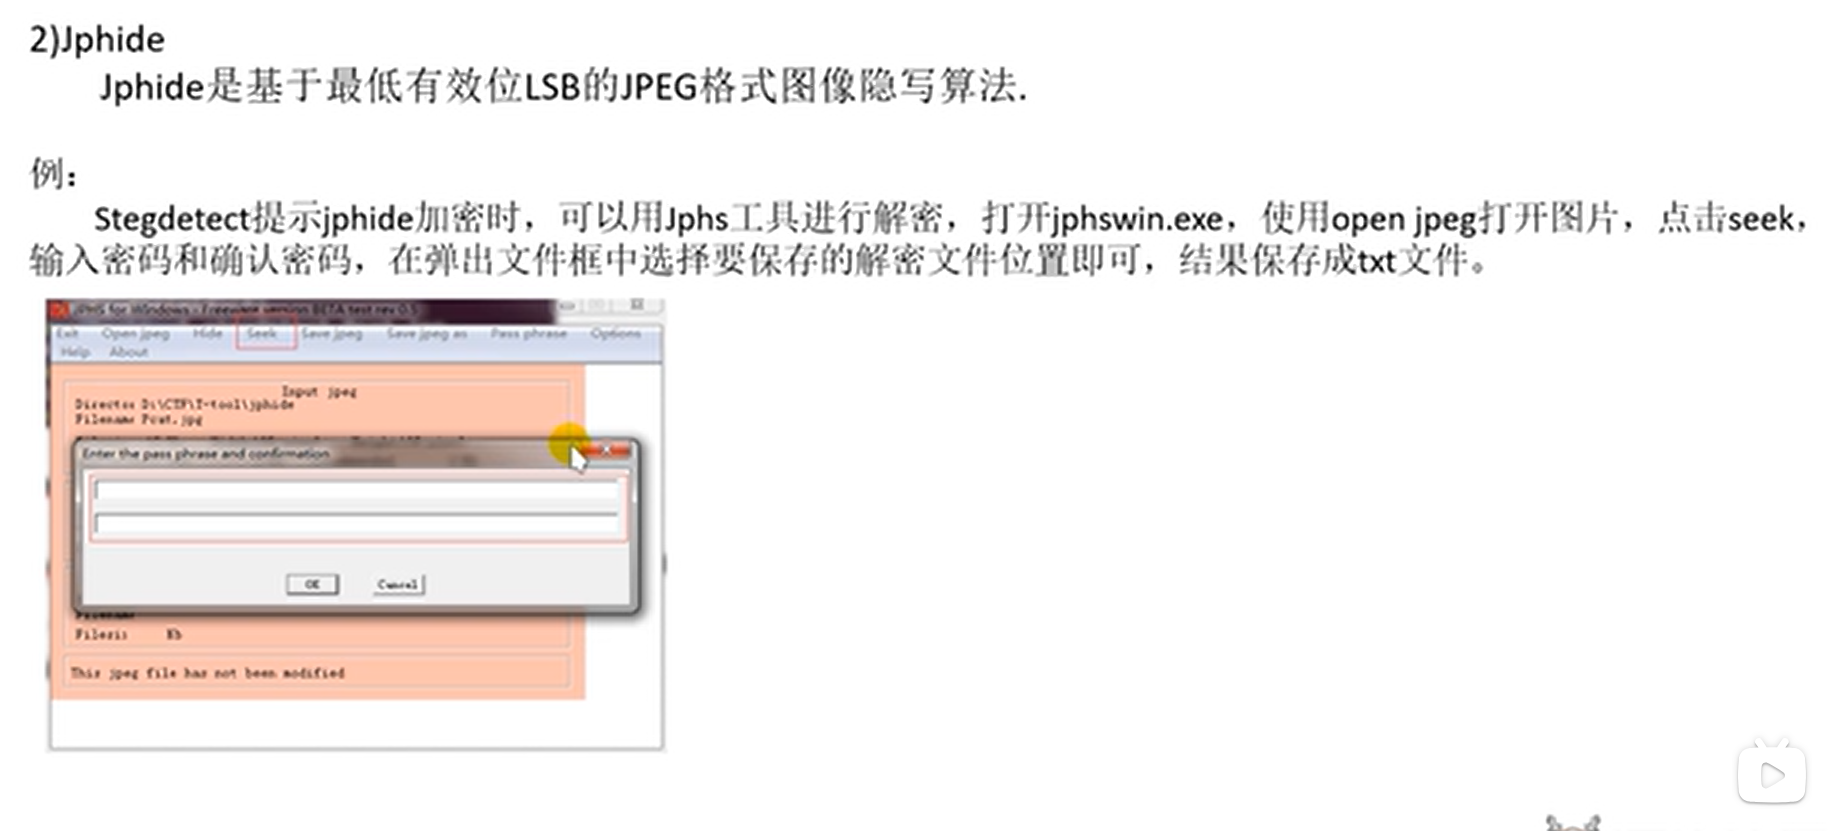 2)Jphide
Jphide是基于最低有效位LSB的JPEG格式图像隐写算法.
例：
Stegdetect提示jphide加密时，可以用Jphs工具进行解密，打开jphswin.exe，使用open jpeg打开图片，点击seek，
输入密码和确认密码，在弹出文件框中选择要保存的解密文件位置即可，结果保存成txt文件。
JPHS for Windows - Freeware version BETA test rev 0.5
Exit Open jpeg Hide Seek Save jpeg Save jpeg as Pass phrase Options
Help About
Input jpeg
Directo: D:\CTF\T-tool\jphide
Filename Pcat.jpg
Enter the pass phrase and confirmation
OK Cancel
Filename
Filesi: Kb
This jpeg file has not been modified